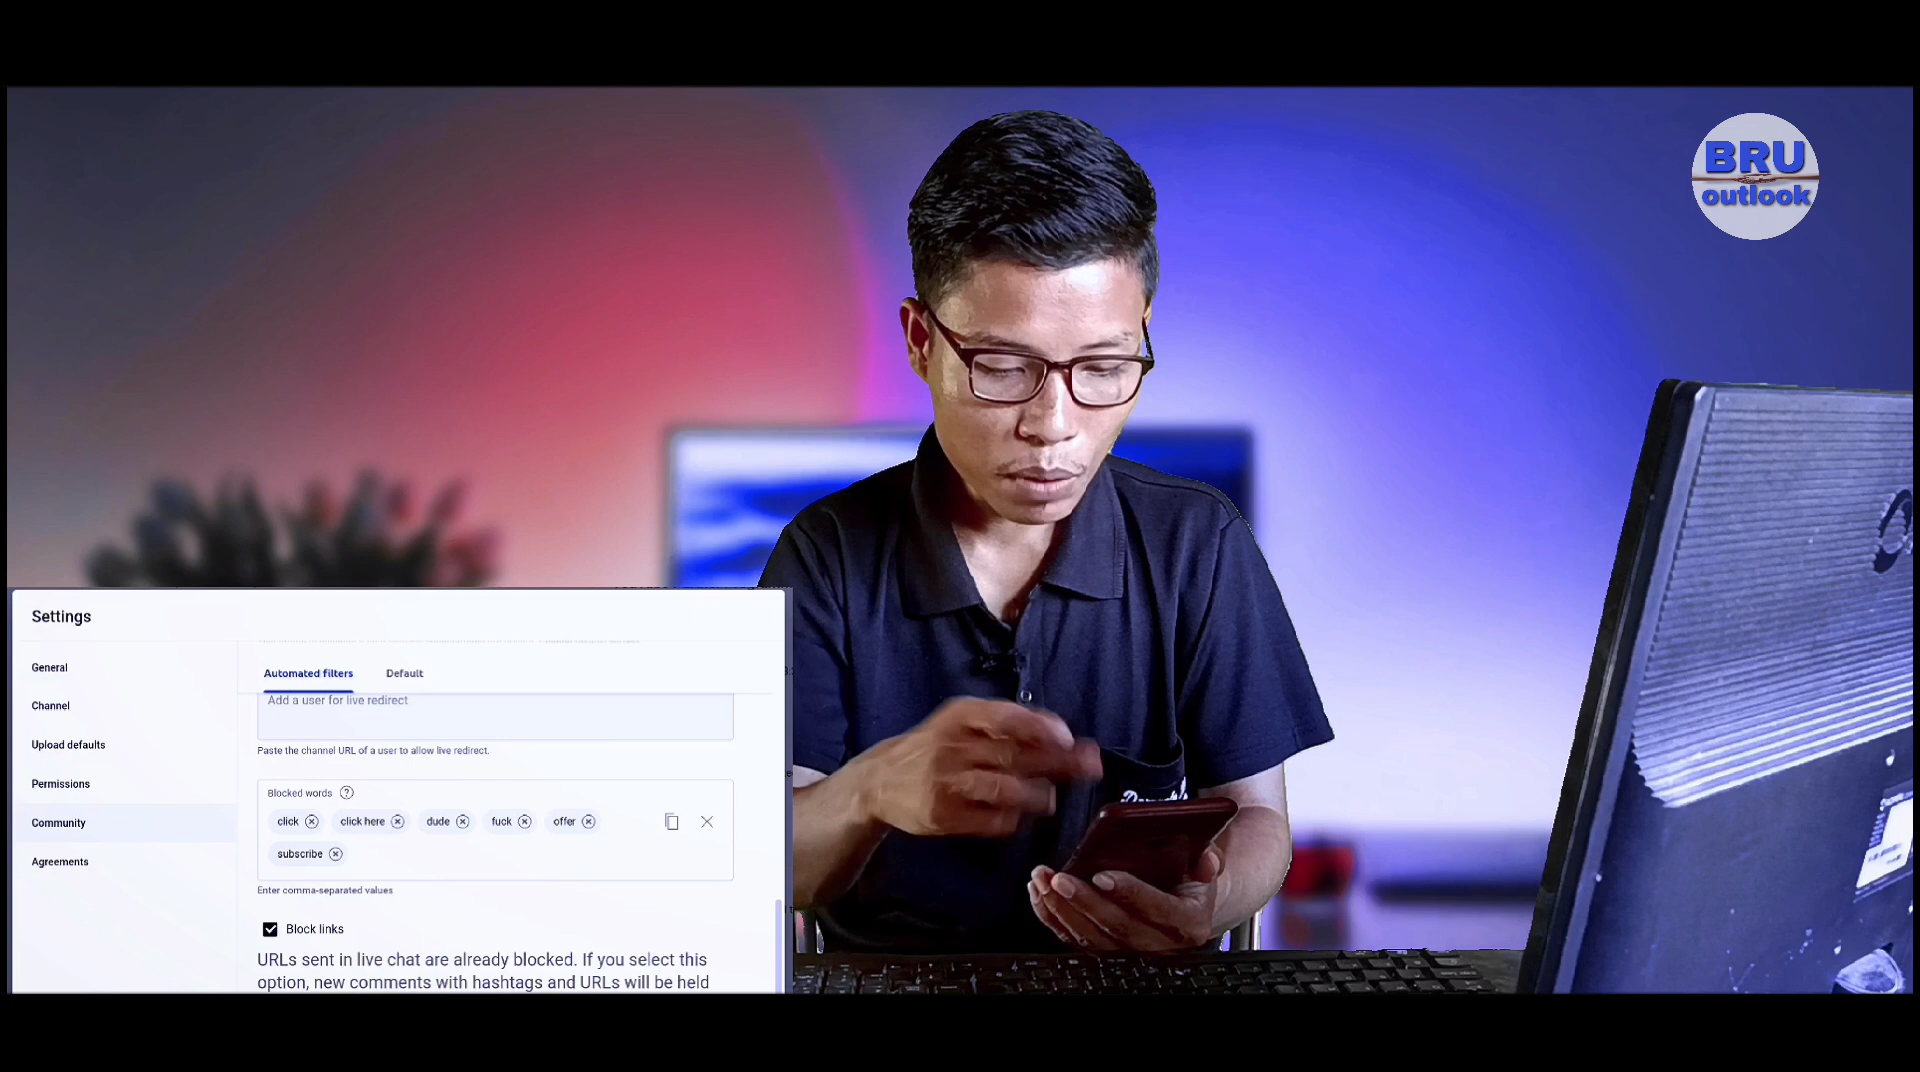 BRU
outlook
Settings
General
Channel
Upload defaults
Permissions
Community
Agreements
Automated filters
Default
Add a user for live redirect
Paste the channel URL of a user to allow live redirect.
Blocked words ?
click
click here
dude
fuck
offer
subscribe
Enter comma-separated values
Block links
URLs sent in live chat are already blocked. If you select this
option, new comments with hashtags and URLs will be held